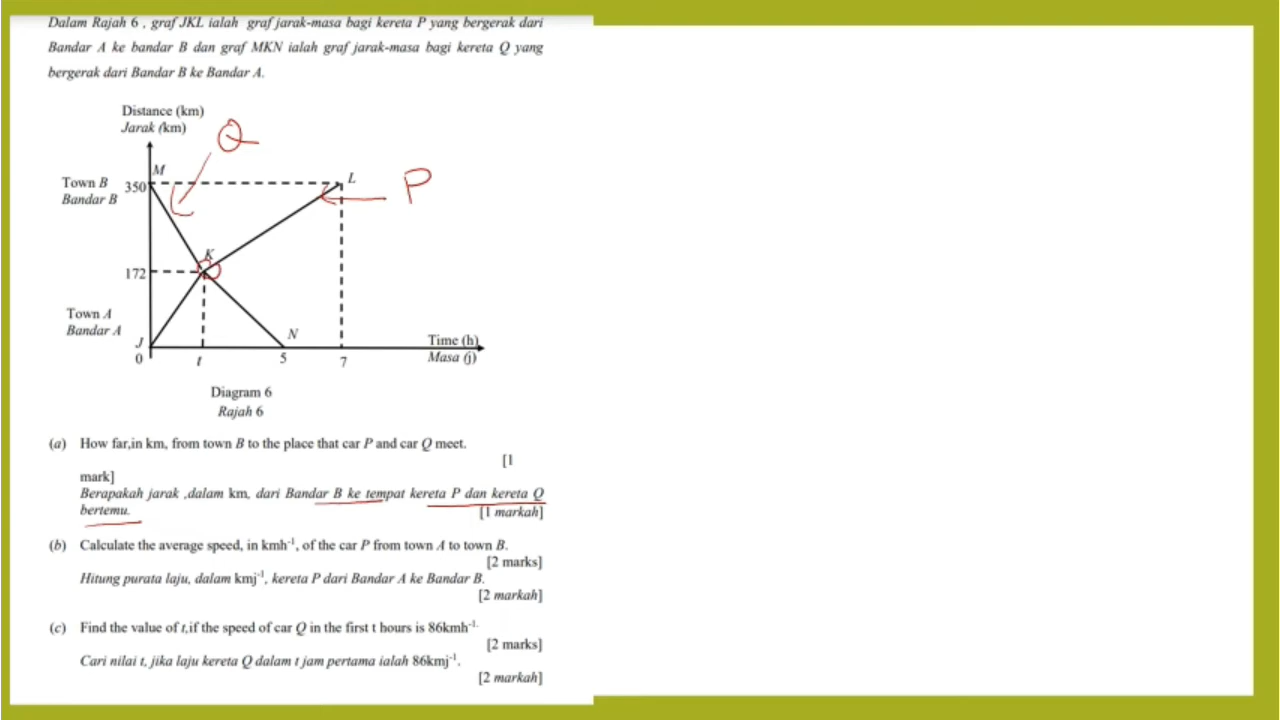 Dalam Rajah 6 , graf JKL ialah graf jarak-masa bagi kereta P yang bergerak dari
Bandar A ke bandar B dan graf MKN ialah graf jarak-masa bagi kereta Q yang
bergerak dari Bandar B ke Bandar A.
Distance (km)
Jarak (km)
Q
M
L
Town B
Bandar B
350
P
K
172
Town A
Bandar A
J
N
Time (h)
Masa (j)
0
t
5
7
Diagram 6
Rajah 6
(a) How far,in km, from town B to the place that car P and car Q meet.
[1
mark]
Berapakah jarak ,dalam km, dari Bandar B ke tempat kereta P dan kereta Q
bertemu. [1 markah]
(b) Calculate the average speed, in kmh⁻¹, of the car P from town A to town B.
[2 marks]
Hitung purata laju, dalam kmj⁻¹, kereta P dari Bandar A ke Bandar B.
[2 markah]
(c) Find the value of t,if the speed of car Q in the first t hours is 86kmh⁻¹.
[2 marks]
Cari nilai t, jika laju kereta Q dalam t jam pertama ialah 86kmj⁻¹.
[2 markah]